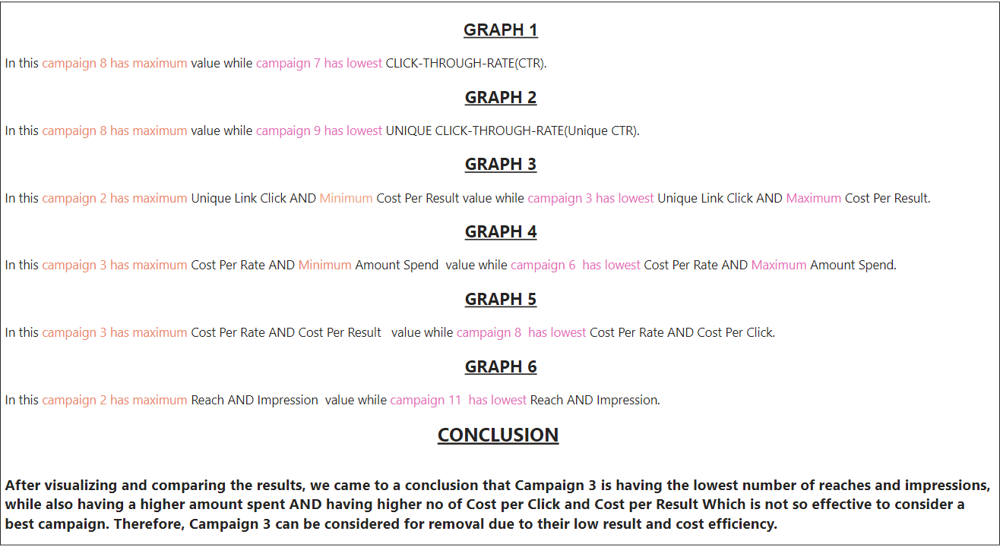 GRAPH 1
In this campaign 8 has maximum value while campaign 7 has lowest CLICK-THROUGH-RATE(CTR).
GRAPH 2
In this campaign 8 has maximum value while campaign 9 has lowest UNIQUE CLICK-THROUGH-RATE(Unique CTR).
GRAPH 3
In this campaign 2 has maximum Unique Link Click AND Minimum Cost Per Result value while campaign 3 has lowest Unique Link Click AND Maximum Cost Per Result.
GRAPH 4
In this campaign 3 has maximum Cost Per Rate AND Minimum Amount Spend  value while campaign 6  has lowest Cost Per Rate AND Maximum Amount Spend.
GRAPH 5
In this campaign 3 has maximum Cost Per Rate AND Cost Per Result   value while campaign 8  has lowest Cost Per Rate AND Cost Per Click.
GRAPH 6
In this campaign 2 has maximum Reach AND Impression  value while campaign 11  has lowest Reach AND Impression.
CONCLUSION
After visualizing and comparing the results, we came to a conclusion that Campaign 3 is having the lowest number of reaches and impressions,
while also having a higher amount spent AND having higher no of Cost per Click and Cost per Result Which is not so effective to consider a
best campaign. Therefore, Campaign 3 can be considered for removal due to their low result and cost efficiency.